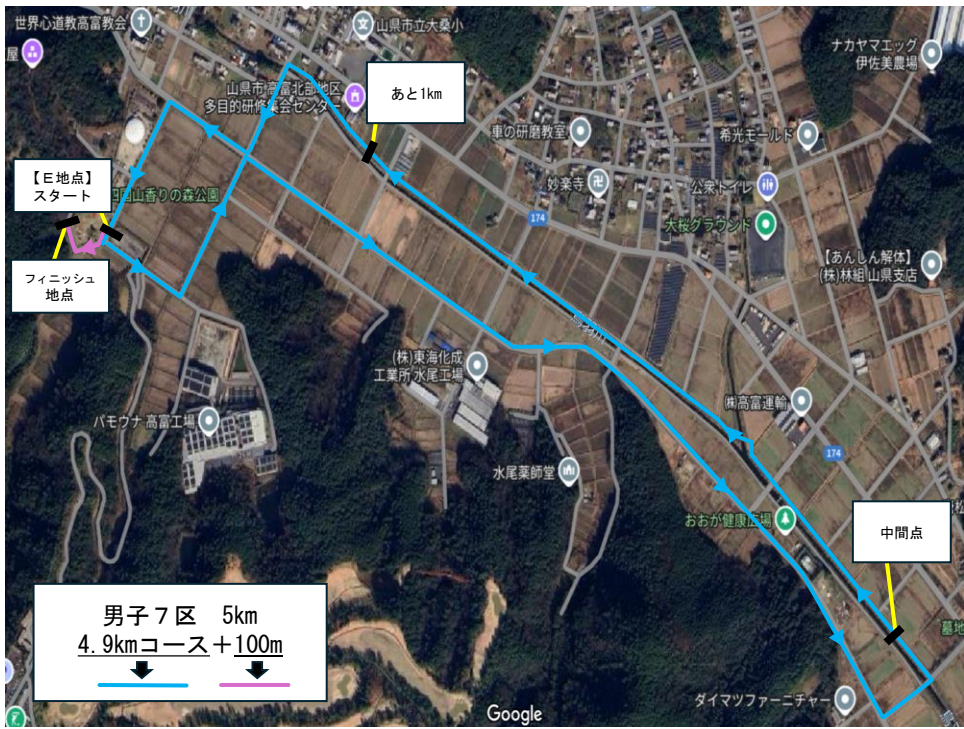 世界心道教高富教会
屋
山県市立大桑小
山県市 高富北部地区
多目的研修集会センター
あと1km
ナカヤマエッグ
伊佐美農場
車の研磨教室
希光モールド
【E地点】
スタート
四国山香りの森公園
妙楽寺
公衆トイレ
174
大桜グラウンド
フィニッシュ
地点
【あんしん解体】
(株)林組 山県支店
(株)東海化成
工業所 水尾工場
㈱高富運輸
パモウナ 高富工場
174
水尾薬師堂
おおが健康広場
中間点
男子7区 5km
4.9kmコース+100m
墓地
ダイマツファーニチャー
Google